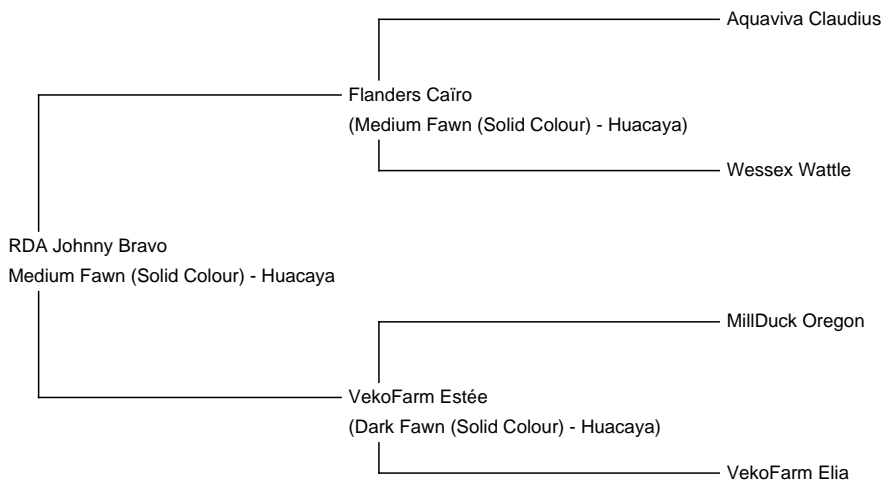 Aquaviva Claudius
Flanders Caïro
(Medium Fawn (Solid Colour) - Huacaya)
Wessex Wattle
RDA Johnny Bravo
Medium Fawn (Solid Colour) - Huacaya
MillDuck Oregon
VekoFarm Estée
(Dark Fawn (Solid Colour) - Huacaya)
VekoFarm Elia